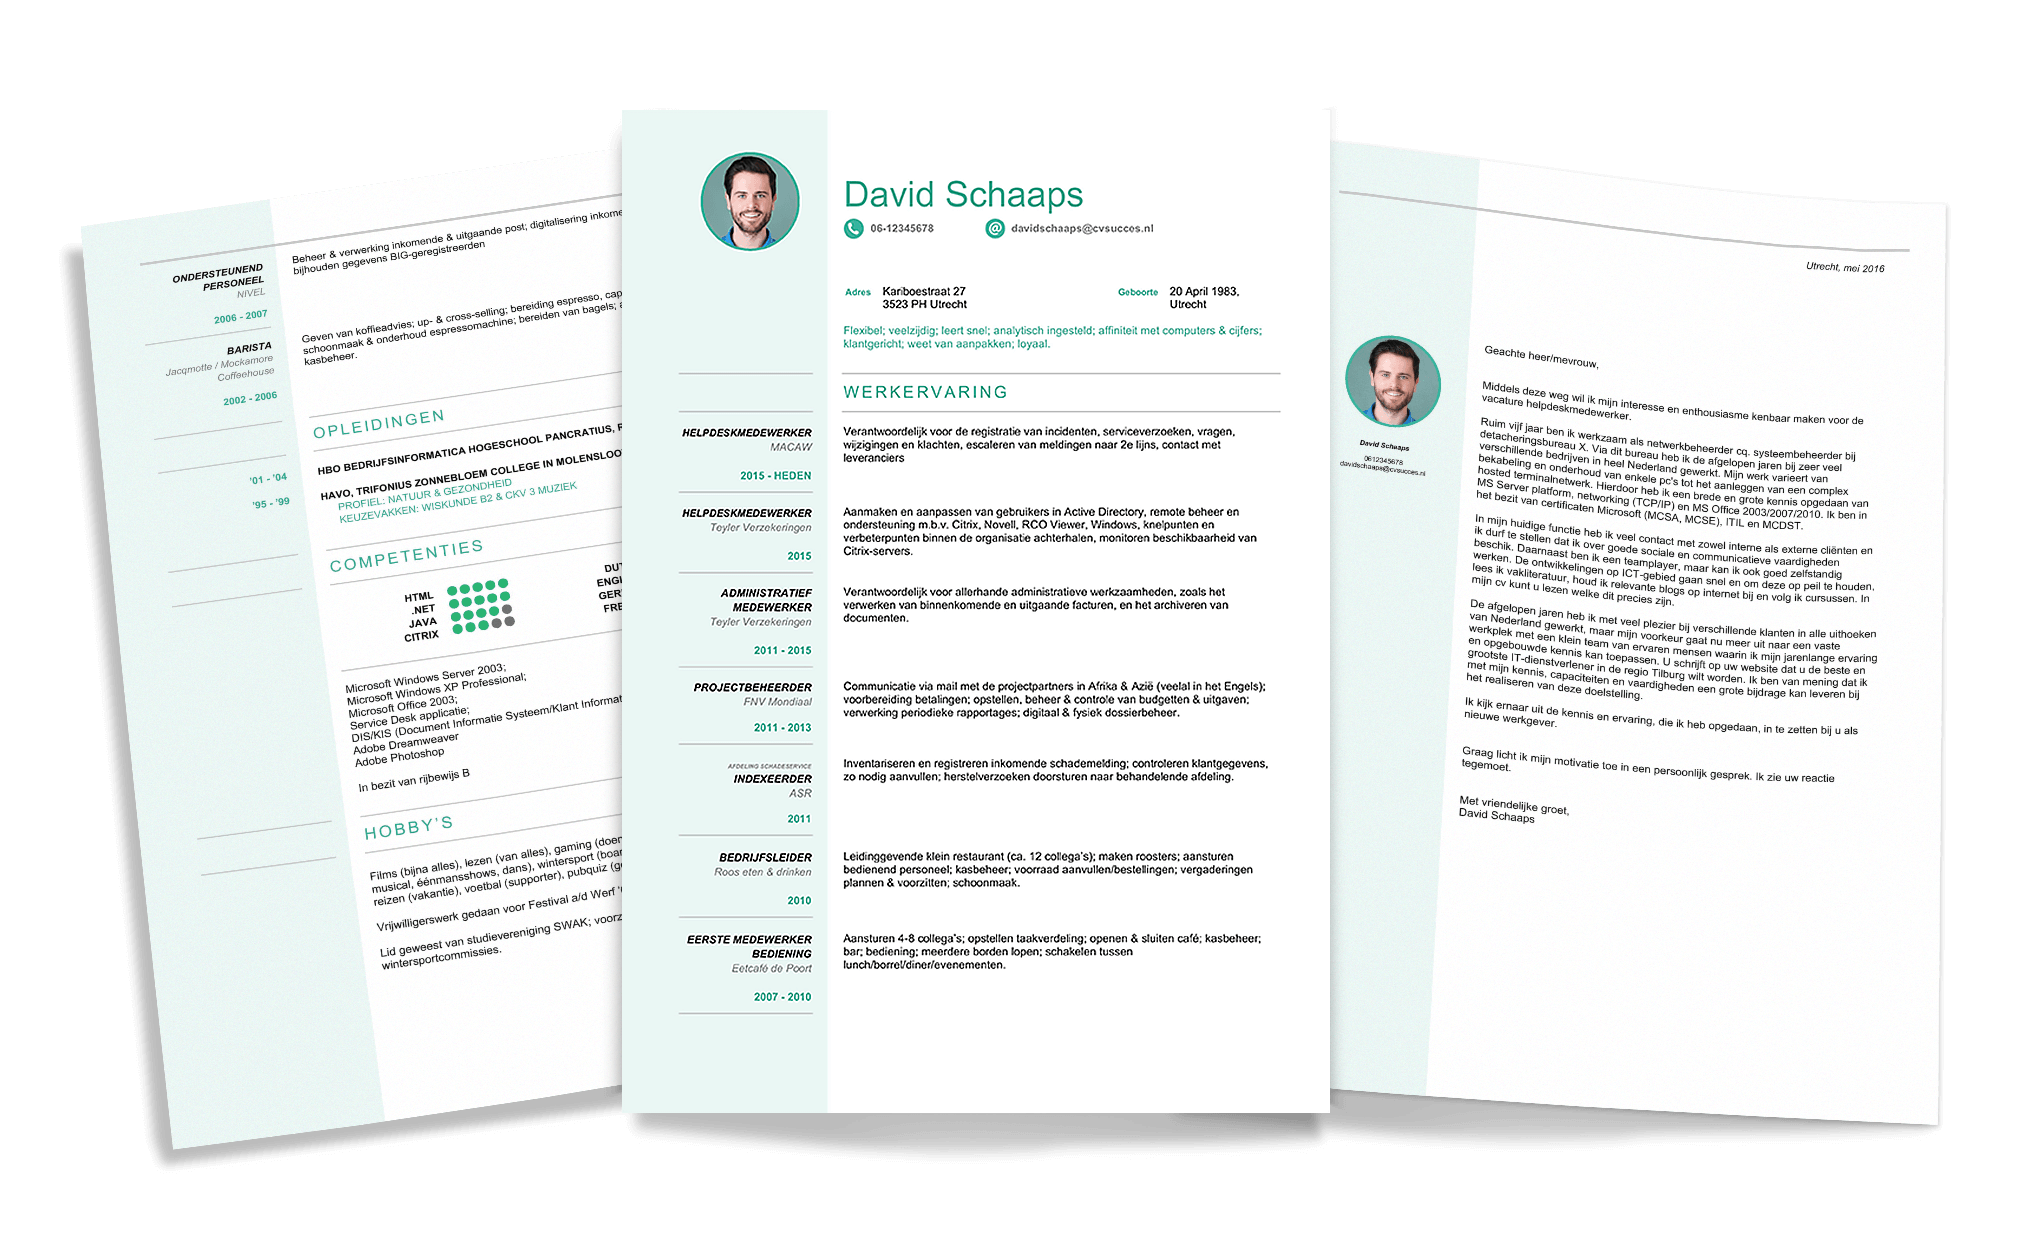 Beheer & verwerking inkomende & uitgaande post; digitalisering
bijhouden gegevens BIG-geregistreerden
ONDERSTEUNEND
PERSONEEL
NIVEL
2006 - 2007
Geven van koffieadvies; up- & cross-selling; bereiding espresso,
schoonmaak & onderhoud espressomachine; bereiden van bagels;
kasbeheer.
BARISTA
Jacqmotte / Mockamore
Coffeehouse
2002 - 2006
OPLEIDINGEN
HBO BEDRIJFSINFORMATICA HOGESCHOOL PANCRATIUS,
'01 - '04
HAVO, TRIFONIUS ZONNEBLOEM COLLEGE IN
PROFIEL: NATUUR & GEZONDHEID
KEUZEVAKKEN: WISKUNDE B2 & CKV 3 MUZIEK
'95 - '99
COMPETENTIES
HTML
.NET
JAVA
CITRIX
Microsoft Windows Server 2003;
Microsoft Windows XP Professional;
Microsoft Office 2003;
Service Desk applicatie;
DIS/KIS (Document Informatie Systeem/Klant
Adobe Dreamweaver
Adobe Photoshop
In bezit van rijbewijs B
HOBBY'S
Films (bijna alles), lezen (van alles), gaming
musical, éénmansshows, dans), wintersport
reizen (vakantie), voetbal (supporter), pubquiz
Vrijwilligerswerk gedaan voor Festival a/d Werf
Lid geweest van studievereniging SWAK;
wintersportcommissies.
David Schaaps
06-12345678
davidschaaps@cvsucces.nl
Adres Kariboestraat 27
3523 PH Utrecht
Geboorte 20 April 1983,
Utrecht
Flexibel; veelzijdig; leert snel; analytisch ingesteld; affiniteit met computers & cijfers;
klantgericht; weet van aanpakken; loyaal.
WERKERVARING
HELPDESKMEDEWERKER
MACAW
2015 - HEDEN
Verantwoordelijk voor de registratie van incidenten, serviceverzoeken, vragen,
wijzigingen en klachten, escaleren van meldingen naar 2e lijns, contact met
leveranciers
HELPDESKMEDEWERKER
Teyler Verzekeringen
2015
Aanmaken en aanpassen van gebruikers in Active Directory, remote beheer en
ondersteuning m.b.v. Citrix, Novell, RCO Viewer, Windows, knelpunten en
verbeterpunten binnen de organisatie achterhalen, monitoren beschikbaarheid van
Citrix-servers.
ADMINISTRATIEF
MEDEWERKER
Teyler Verzekeringen
2011 - 2015
Verantwoordelijk voor allerhande administratieve werkzaamheden, zoals het
verwerken van binnenkomende en uitgaande facturen, en het archiveren van
documenten.
PROJECTBEHEERDER
FNV Mondiaal
2011 - 2013
Communicatie via mail met de projectpartners in Afrika & Azië (veelal in het Engels);
voorbereiding betalingen; opstellen, beheer & controle van budgetten & uitgaven;
verwerking periodieke rapportages; digitaal & fysiek dossierbeheer.
AFDELING SCHADESERVICE
INDEXEERDER
ASR
2011
Inventariseren en registreren inkomende schademelding; controleren klantgegevens,
zo nodig aanvullen; herstelverzoeken doorsturen naar behandelende afdeling.
BEDRIJFSLEIDER
Roos eten & drinken
2010
Leidinggevende klein restaurant (ca. 12 collega's); maken roosters; aansturen
bedienend personeel; kasbeheer; voorraad aanvullen/bestellingen; vergaderingen
plannen & voorzitten; schoonmaak.
EERSTE MEDEWERKER
BEDIENING
Eetcafé de Poort
2007 - 2010
Aansturen 4-8 collega's; opstellen taakverdeling; openen & sluiten café; kasbeheer;
bar; bediening; meerdere borden lopen; schakelen tussen
lunch/borrel/diner/evenementen.
Utrecht, mei 2016
David Schaaps
0612345678
davidschaaps@cvsucces.nl
Geachte heer/mevrouw,
Middels deze weg wil ik mijn interesse en enthousiasme kenbaar maken voor de
vacature helpdeskmedewerker.
Ruim vijf jaar ben ik werkzaam als netwerkbeheerder cq. systeembeheerder bij
detacheringsbureau X. Via dit bureau heb ik de afgelopen jaren bij zeer veel
verschillende bedrijven in heel Nederland gewerkt. Mijn werk varieert van
bekabeling en onderhoud van enkele pc's tot het aanleggen van een complex
hosted terminalnetwerk. Hierdoor heb ik een brede en grote kennis opgedaan van
MS Server platform, networking (TCP/IP) en MS Office 2003/2007/2010. Ik ben in
het bezit van certificaten Microsoft (MCSA, MCSE), ITIL en MCDST.
In mijn huidige functie heb ik veel contact met zowel interne als externe cliënten en
ik durf te stellen dat ik over goede sociale en communicatieve vaardigheden
beschik. Daarnaast ben ik een teamplayer, maar kan ik ook goed zelfstandig
werken. De ontwikkelingen op ICT-gebied gaan snel en om deze op peil te houden,
lees ik vakliteratuur, houd ik relevante blogs op internet bij en volg ik cursussen. In
mijn cv kunt u lezen welke dit precies zijn.
De afgelopen jaren heb ik met veel plezier bij verschillende klanten in alle uithoeken
van Nederland gewerkt, maar mijn voorkeur gaat nu meer uit naar een vaste
werkplek met een klein team van ervaren mensen waarin ik mijn jarenlange ervaring
en opgebouwde kennis kan toepassen. U schrijft op uw website dat u de beste en
grootste IT-dienstverlener in de regio Tilburg wilt worden. Ik ben van mening dat ik
met mijn kennis, capaciteiten en vaardigheden een grote bijdrage kan leveren bij
het realiseren van deze doelstelling.
Ik kijk ernaar uit de kennis en ervaring, die ik heb opgedaan, in te zetten bij u als
nieuwe werkgever.
Graag licht ik mijn motivatie toe in een persoonlijk gesprek. Ik zie uw reactie
tegemoet.
Met vriendelijke groet,
David Schaaps